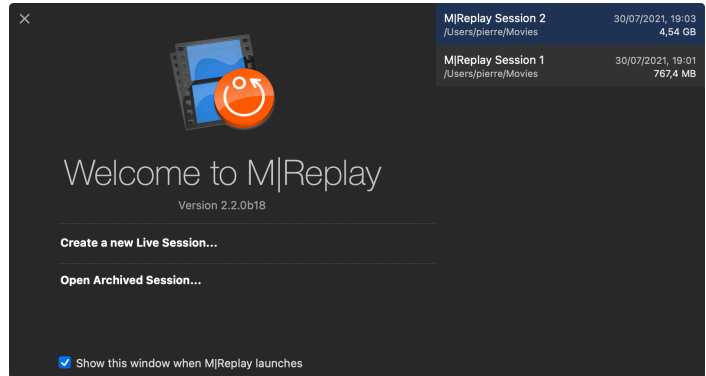 Welcome to M|Replay
Version 2.2.0b18
Create a new Live Session...
Open Archived Session...
Show this window when M|Replay launches
M|Replay Session 2 30/07/2021, 19:03
/Users/pierre/Movies 4,54 GB
M|Replay Session 1 30/07/2021, 19:01
/Users/pierre/Movies 767,4 MB